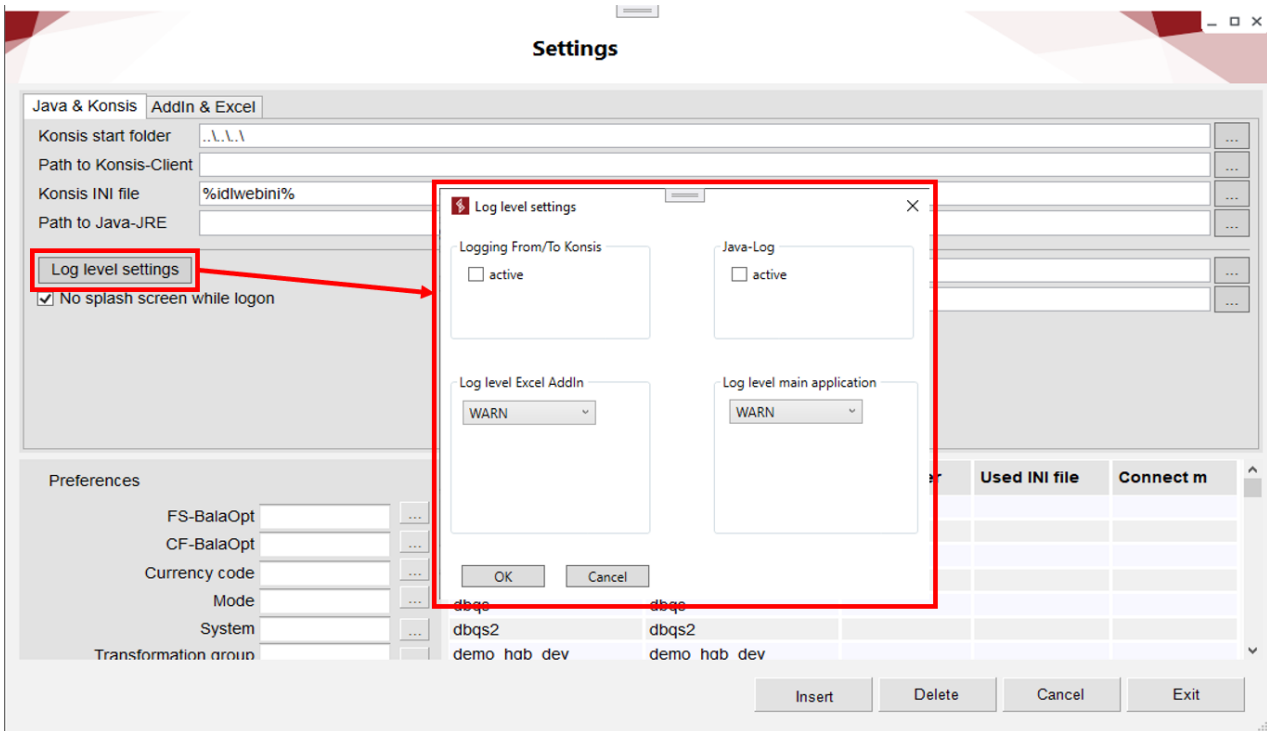 Settings
Java & Konsis AddIn & Excel
Konsis start folder ..\..\..\ ...
Path to Konsis-Client ...
Konsis INI file %idlwebini% ...
Path to Java-JRE ...
Log level settings ...
No splash screen while logon ...
Log level settings
Logging From/To Konsis Java-Log
active active
Log level Excel AddIn Log level main application
WARN WARN
OK Cancel
Preferences
Used INI file Connect m
FS-BalaOpt ...
CF-BalaOpt ...
Currency code ...
Mode ...
System ...
Transformation group
dbqs dbqs
dbqs2 dbqs2
demo_hgb_dev demo_hgb_dev
Insert Delete Cancel Exit